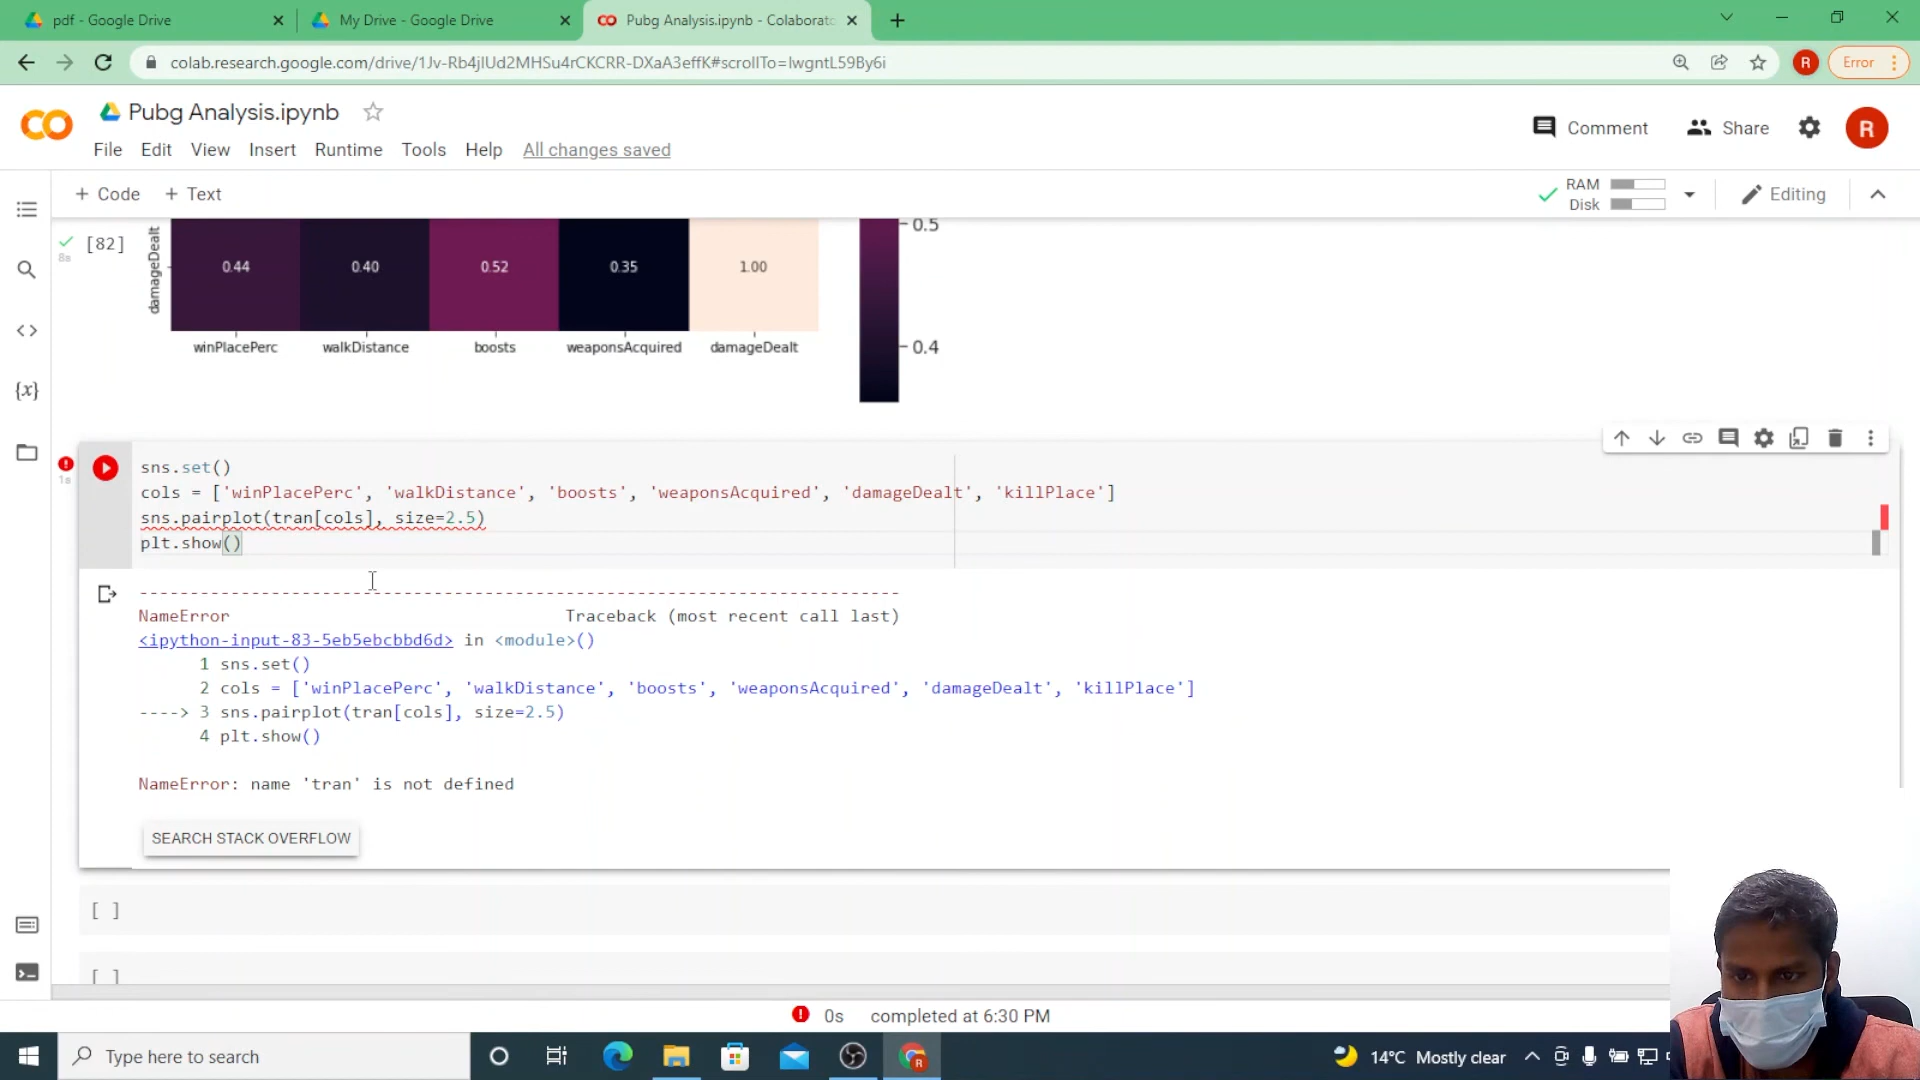 pdf - Google Drive
My Drive - Google Drive
Pubg Analysis.ipynb - Colaborato
colab.research.google.com/drive/1Jv-Rb4jlUd2MHSu4rCKCRR-DXaA3effK#scrollTo=lwgntL59By6i
R
Error
Pubg Analysis.ipynb
Comment
Share
R
File Edit View Insert Runtime Tools Help All changes saved
+ Code + Text
RAM
Disk
Editing
[82]
8s
damageDealt
0.44 0.40 0.52 0.35 1.00
0.5
winPlacePerc walkDistance boosts weaponsAcquired damageDealt
0.4
1s
sns.set()
cols = ['winPlacePerc', 'walkDistance', 'boosts', 'weaponsAcquired', 'damageDealt', 'killPlace']
sns.pairplot(tran[cols], size=2.5)
plt.show()
---------------------------------------------------------------------------
NameError Traceback (most recent call last)
<ipython-input-83-5eb5ebcbbd6d> in <module>()
1 sns.set()
2 cols = ['winPlacePerc', 'walkDistance', 'boosts', 'weaponsAcquired', 'damageDealt', 'killPlace']
----> 3 sns.pairplot(tran[cols], size=2.5)
4 plt.show()
NameError: name 'tran' is not defined
SEARCH STACK OVERFLOW
[ ]
[ ]
0s completed at 6:30 PM
Type here to search
14°C Mostly clear